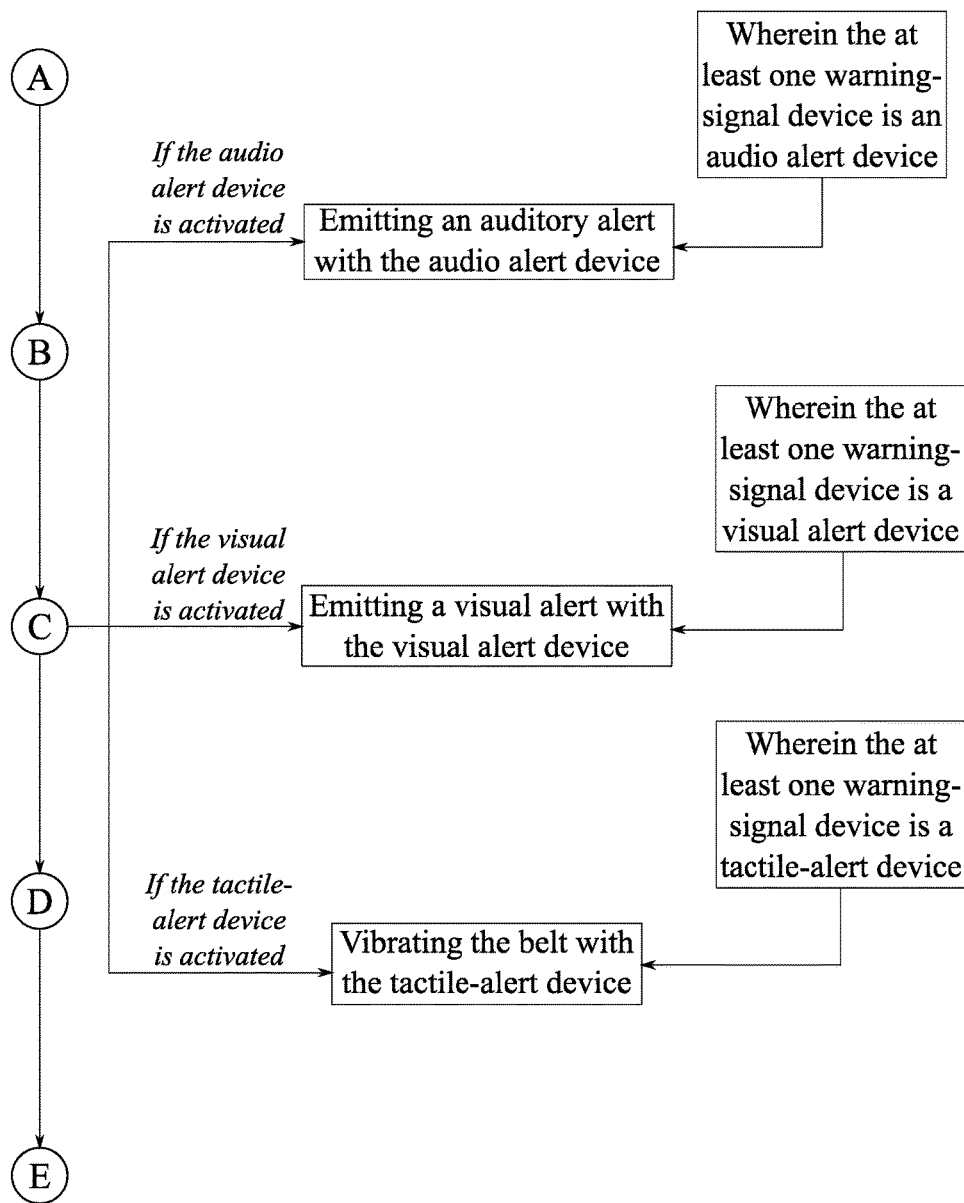 A
Wherein the at
least one warning-
signal device is an
audio alert device
If the audio
alert device
is activated
Emitting an auditory alert
with the audio alert device
B
Wherein the at
least one warning-
signal device is a
visual alert device
If the visual
alert device
is activated
C
Emitting a visual alert with
the visual alert device
Wherein the at
least one warning-
signal device is a
tactile-alert device
D
If the tactile-
alert device
is activated
Vibrating the belt with
the tactile-alert device
E